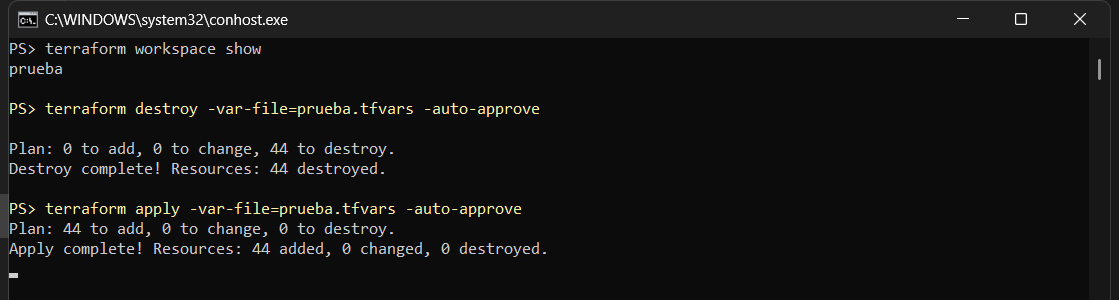 C:\WINDOWS\system32\conhost.exe
PS> terraform workspace show
prueba
PS> terraform destroy -var-file=prueba.tfvars -auto-approve
Plan: 0 to add, 0 to change, 44 to destroy.
Destroy complete! Resources: 44 destroyed.
PS> terraform apply -var-file=prueba.tfvars -auto-approve
Plan: 44 to add, 0 to change, 0 to destroy.
Apply complete! Resources: 44 added, 0 changed, 0 destroyed.